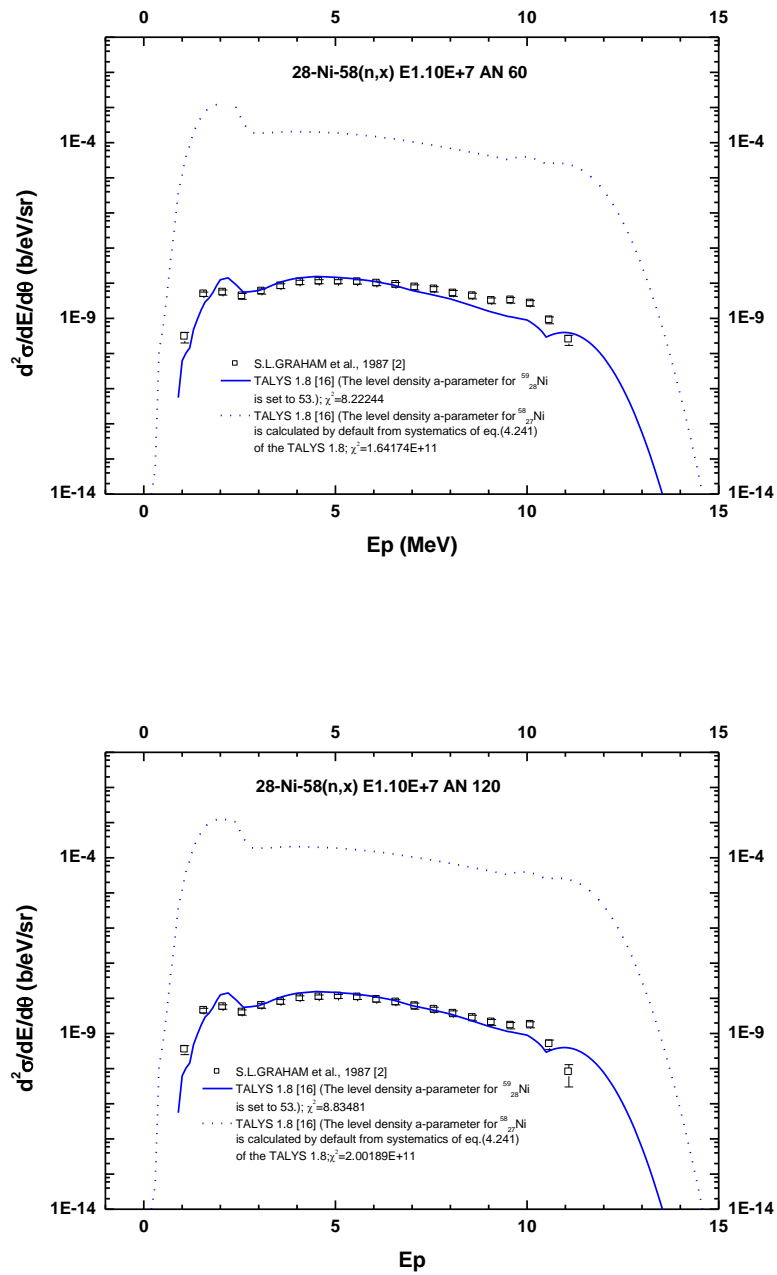 0 5 10 15
28-Ni-58(n,x) E1.10E+7 AN 60
1E-4 1E-4
1E-9 1E-9
1E-14 1E-14
d²σ/dE/dθ (b/eV/sr)
S.L.GRAHAM et al., 1987 [2]
TALYS 1.8 [16] (The level density a-parameter for ⁵⁹₂₈Ni
is set to 53.); χ²=8.22244
TALYS 1.8 [16] (The level density a-parameter for ⁵⁸₂₇Ni
is calculated by default from systematics of eq.(4.241)
of the TALYS 1.8; χ²=1.64174E+11
0 5 10 15
Ep (MeV)
0 5 10 15
28-Ni-58(n,x) E1.10E+7 AN 120
1E-4 1E-4
1E-9 1E-9
1E-14 1E-14
d²σ/dE/dθ (b/eV/sr)
S.L.GRAHAM et al., 1987 [2]
TALYS 1.8 [16] (The level density a-parameter for ⁵⁹₂₈Ni
is set to 53.); χ²=8.83481
TALYS 1.8 [16] (The level density a-parameter for ⁵⁸₂₇Ni
is calculated by default from systematics of eq.(4.241)
of the TALYS 1.8;χ²=2.00189E+11
0 5 10 15
Ep